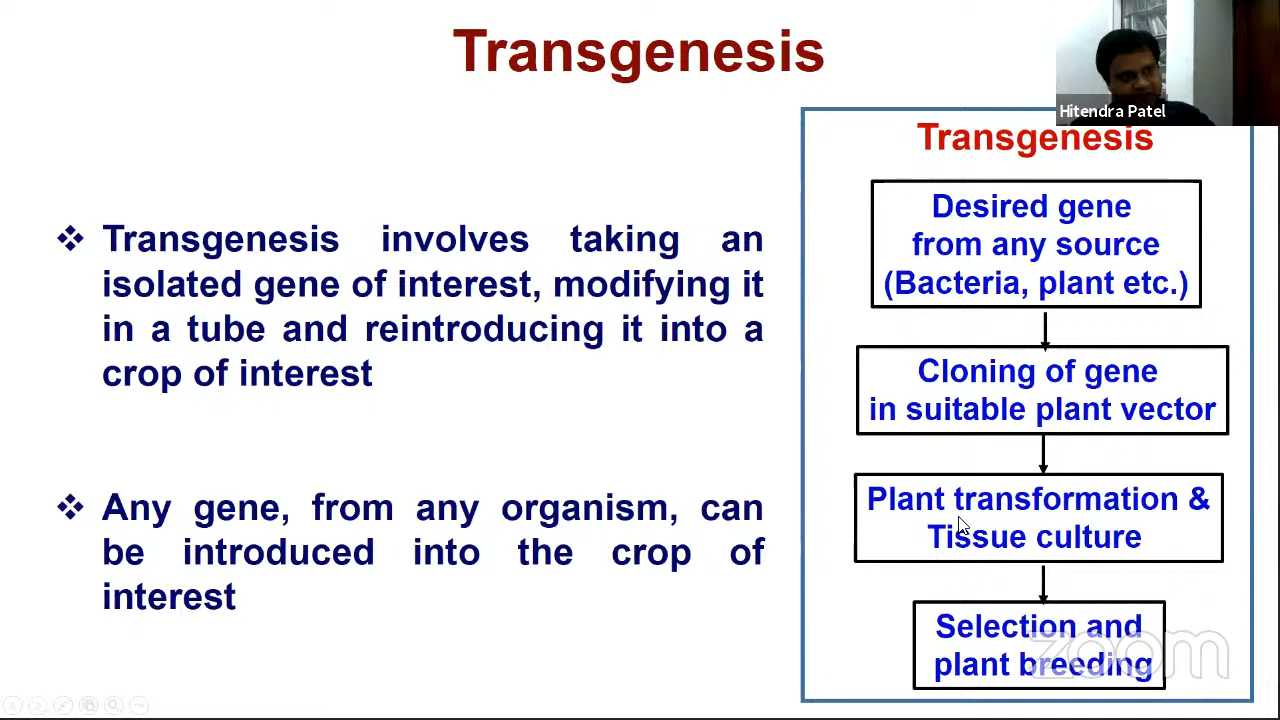 Transgenesis
Hitendra Patel
❖ Transgenesis involves taking an
isolated gene of interest, modifying it
in a tube and reintroducing it into a
crop of interest
❖ Any gene, from any organism, can
be introduced into the crop of
interest
Transgenesis
Desired gene
from any source
(Bacteria, plant etc.)
Cloning of gene
in suitable plant vector
Plant transformation &
Tissue culture
Selection and
plant breeding
zoom